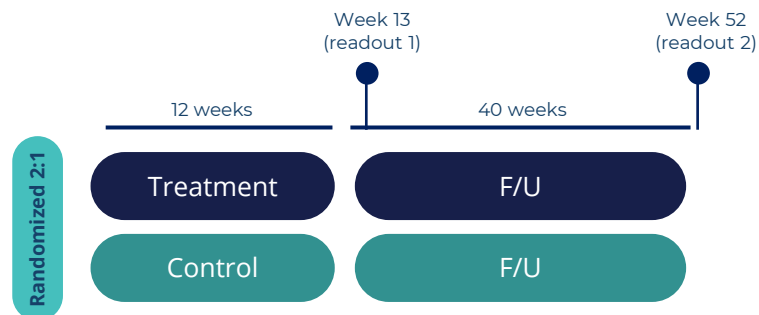 Week 13
(readout 1)
Week 52
(readout 2)
12 weeks
40 weeks
Randomized 2:1
Treatment
F/U
Control
F/U